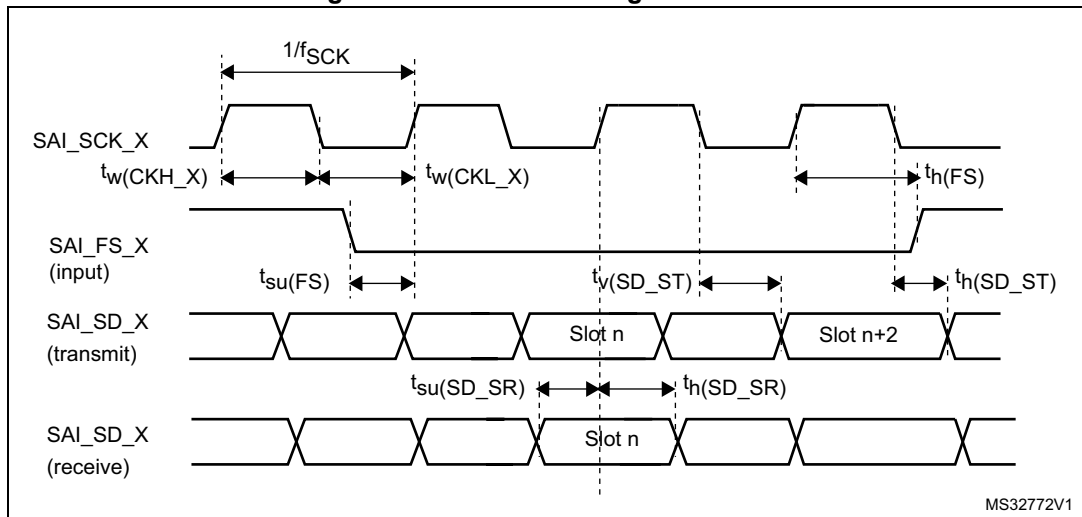 1/fSCK
SAI_SCK_X
tw(CKH_X)
tw(CKL_X)
th(FS)
SAI_FS_X
(input)
tsu(FS)
tv(SD_ST)
th(SD_ST)
SAI_SD_X
(transmit)
Slot n
Slot n+2
tsu(SD_SR)
th(SD_SR)
SAI_SD_X
(receive)
Slot n
MS32772V1